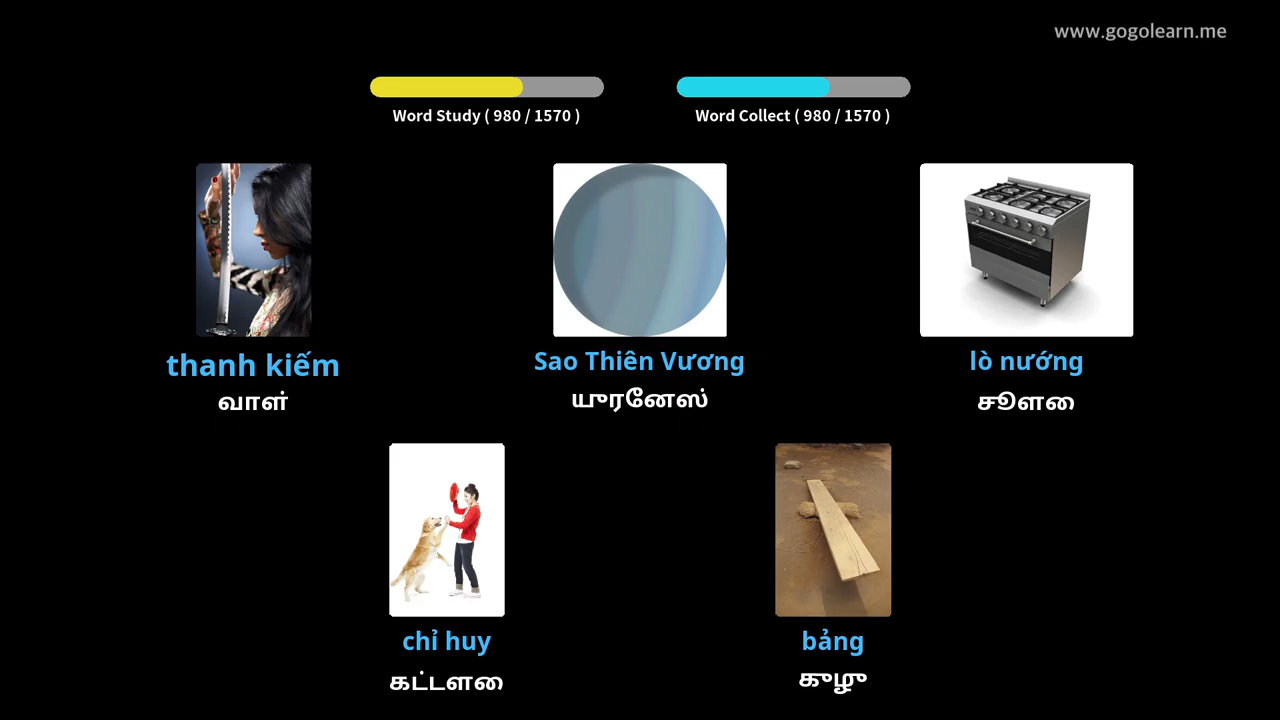 www.gogolearn.me
Word Study ( 980 / 1570 )
Word Collect ( 980 / 1570 )
thanh kiếm
வாள்
Sao Thiên Vương
யுரனேஸ்
lò nướng
சூளை
chỉ huy
கட்டளை
bảng
குழு